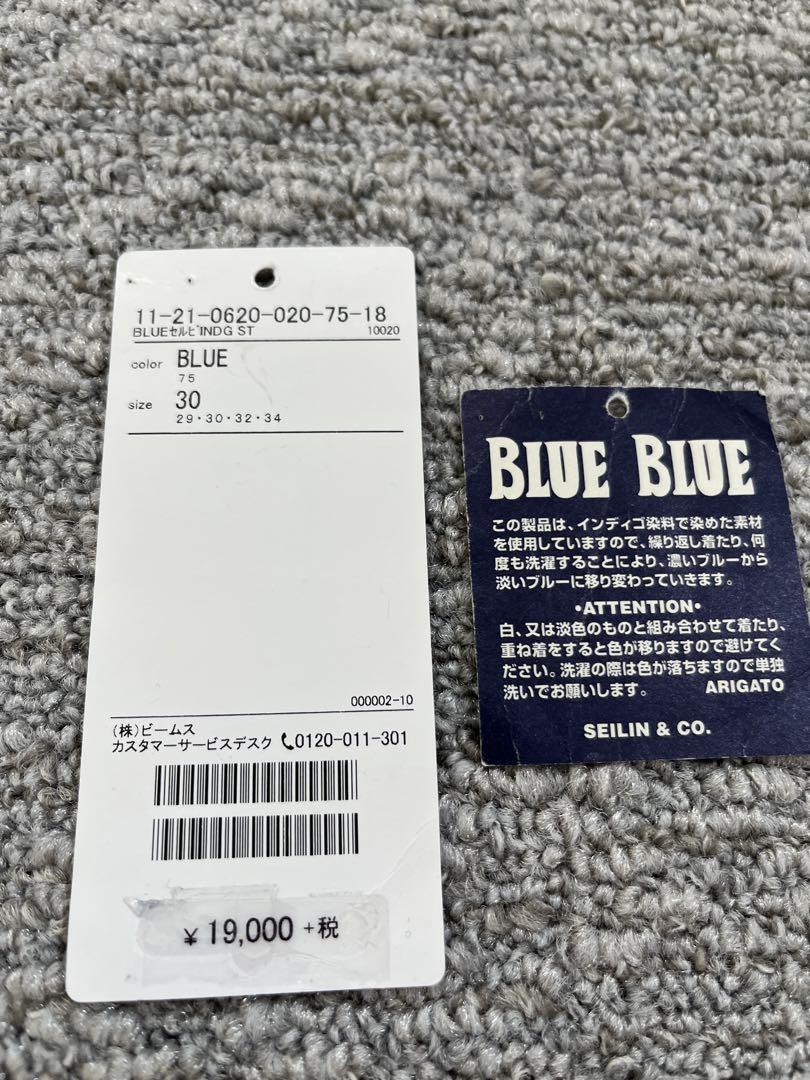 11-21-0620-020-75-18
BLUEｾﾙﾋﾞINDG ST 10020
color BLUE
75
size 30
29・30・32・34
000002-10
(株)ビームス
カスタマーサービスデスク 0120-011-301
¥ 19,000 +税
BLUE BLUE
この製品は、インディゴ染料で染めた素材
を使用していますので、繰り返し着たり、何
度も洗濯することにより、濃いブルーから
淡いブルーに移り変わっていきます。
•ATTENTION•
白、又は淡色のものと組み合わせて着たり、
重ね着をすると色が移りますので避けてく
ださい。洗濯の際は色が落ちますので単独
洗いでお願いします。 ARIGATO
SEILIN & CO.